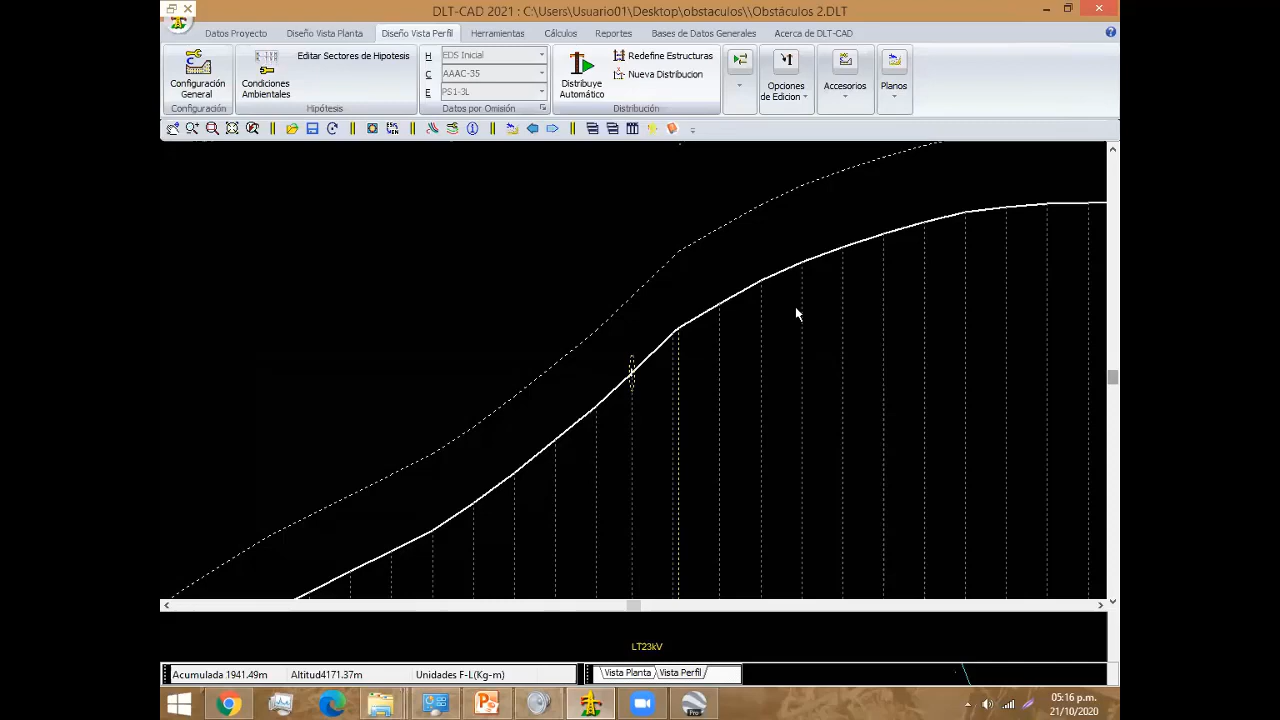 DLT-CAD 2021 : C:\Users\Usuario01\Desktop\obstaculos\\Obstáculos 2.DLT
Datos Proyecto Diseño Vista Planta Diseño Vista Perfil Herramientas Cálculos Reportes Bases de Datos Generales Acerca de DLT-CAD
Configuración General
Configuración
Condiciones Ambientales
Editar Sectores de Hipotesis
Hipótesis
H EDS Inicial
C AAAC-35
E PS1-3L
Datos por Omisión
Distribuye Automático
Redefine Estructuras
Nueva Distribucion
Distribución
Opciones de Edicion
Accesorios
Planos
LT23kV
Acumulada 1941.49m Altitud4171.37m Unidades F-L(Kg-m) Vista Planta Vista Perfil
Pro
05:16 p.m.
21/10/2020